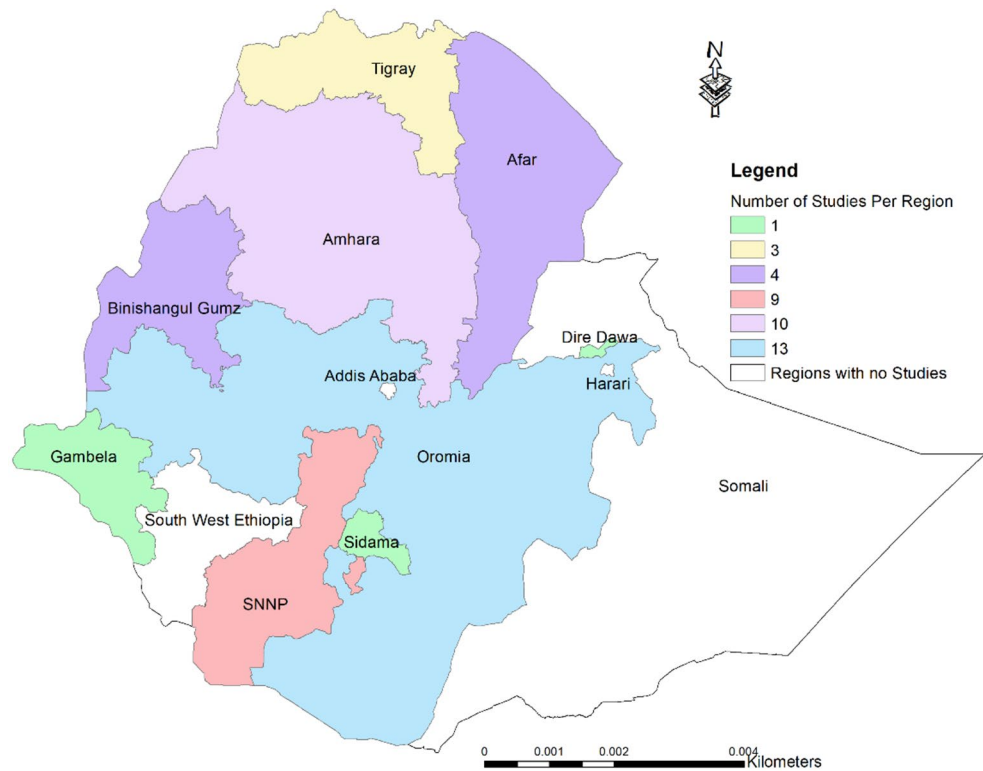 N
Tigray
Afar
Legend
Number of Studies Per Region
1
3
4
9
10
13
Regions with no Studies
Amhara
Binishangul Gumz
Dire Dawa
Addis Ababa
Harari
Gambela
Oromia
Somali
South West Ethiopia
Sidama
SNNP
0 0.001 0.002 0.004
Kilometers